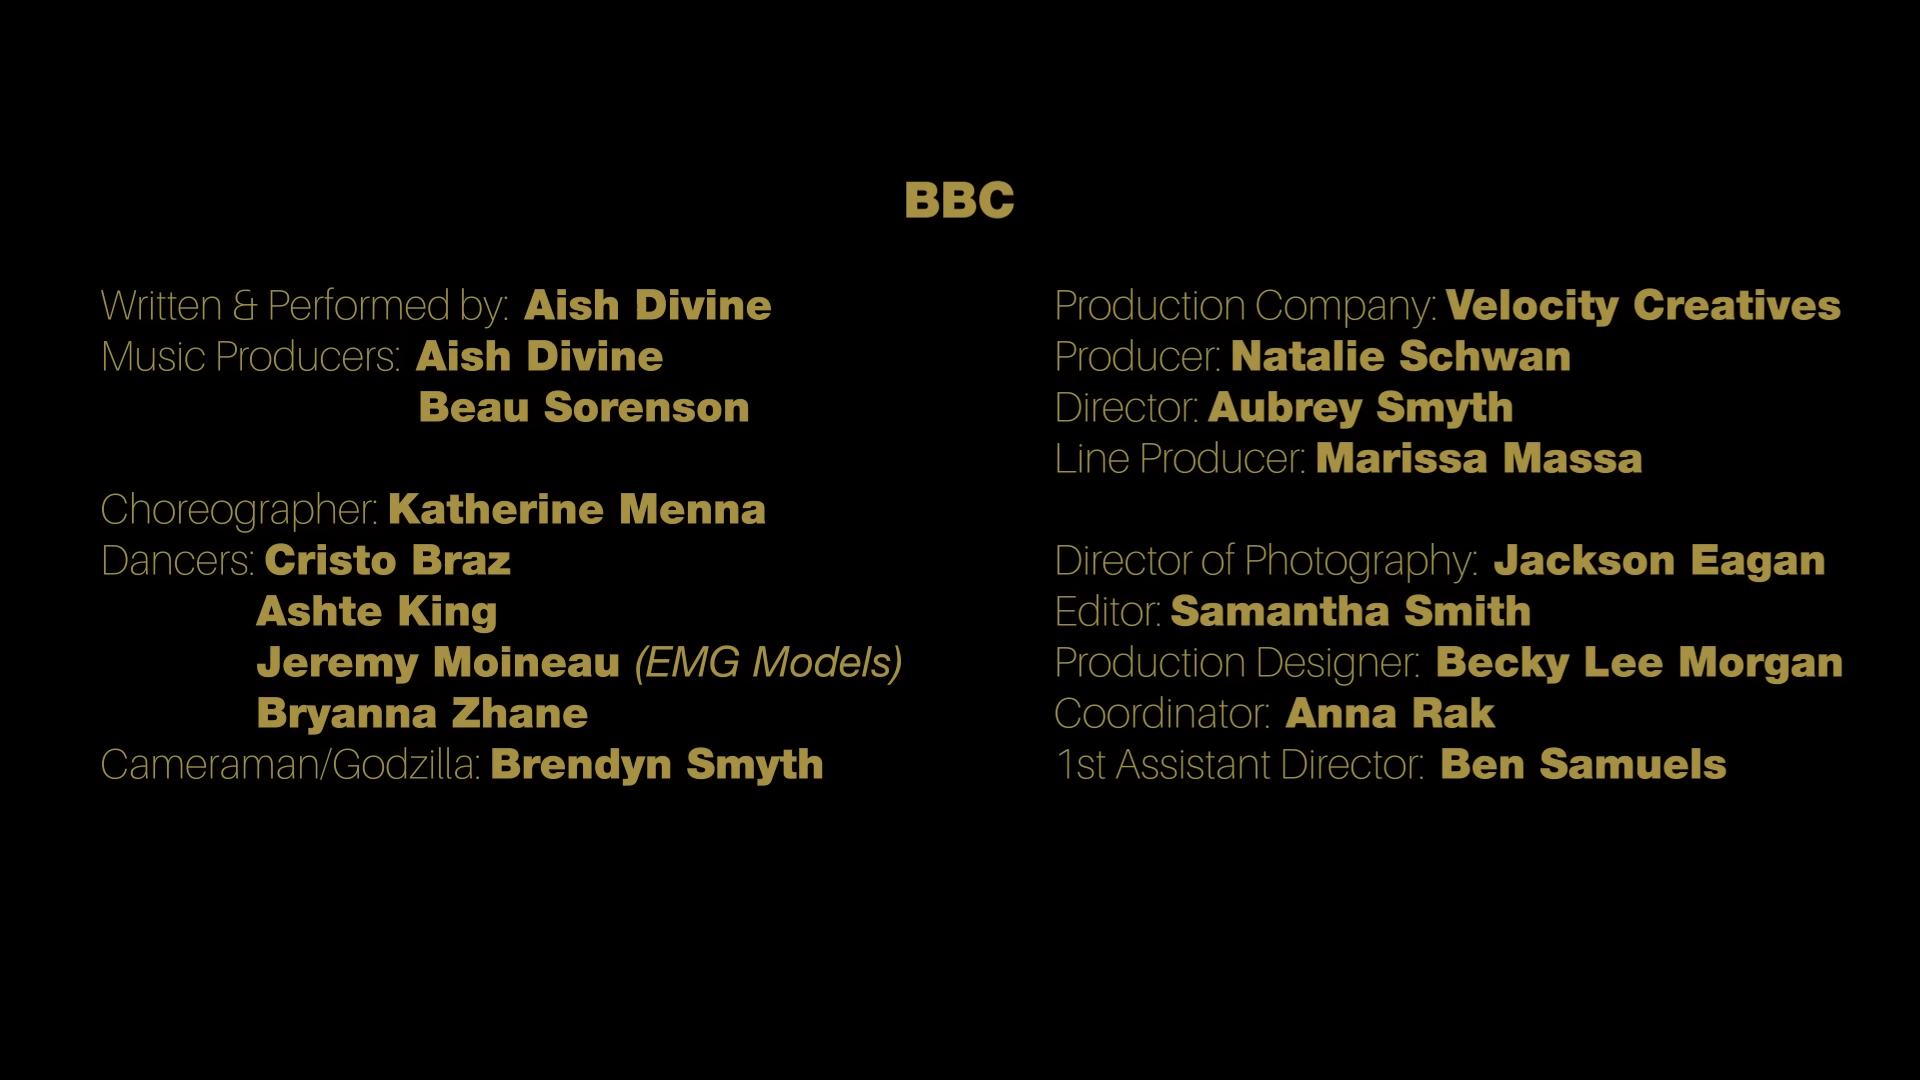 BBC
Written & Performed by: Aish Divine
Music Producers: Aish Divine
Beau Sorenson
Choreographer: Katherine Menna
Dancers: Cristo Braz
Ashte King
Jeremy Moineau (EMG Models)
Bryanna Zhane
Cameraman/Godzilla: Brendyn Smyth
Production Company: Velocity Creatives
Producer: Natalie Schwan
Director: Aubrey Smyth
Line Producer: Marissa Massa
Director of Photography: Jackson Eagan
Editor: Samantha Smith
Production Designer: Becky Lee Morgan
Coordinator: Anna Rak
1st Assistant Director: Ben Samuels